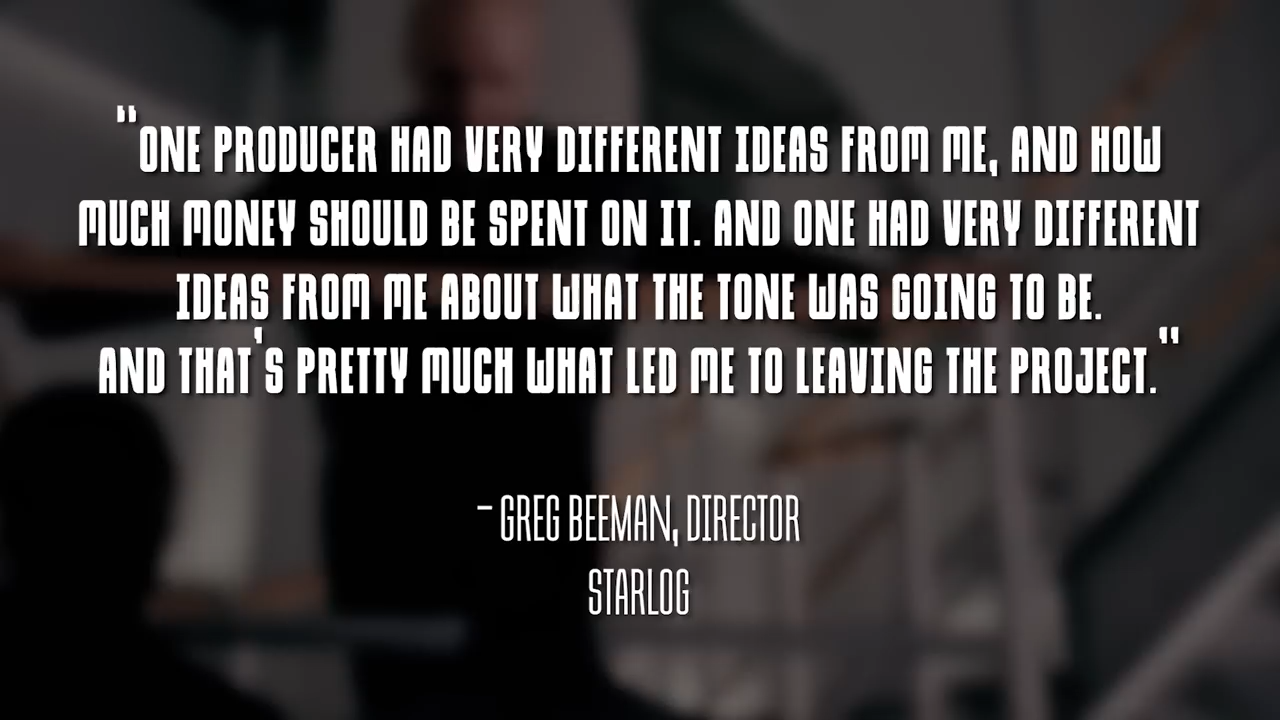 "ONE PRODUCER HAD VERY DIFFERENT IDEAS FROM ME, AND HOW
MUCH MONEY SHOULD BE SPENT ON IT. AND ONE HAD VERY DIFFERENT
IDEAS FROM ME ABOUT WHAT THE TONE WAS GOING TO BE.
AND THAT'S PRETTY MUCH WHAT LED ME TO LEAVING THE PROJECT."
- GREG BEEMAN, DIRECTOR
STARLOG